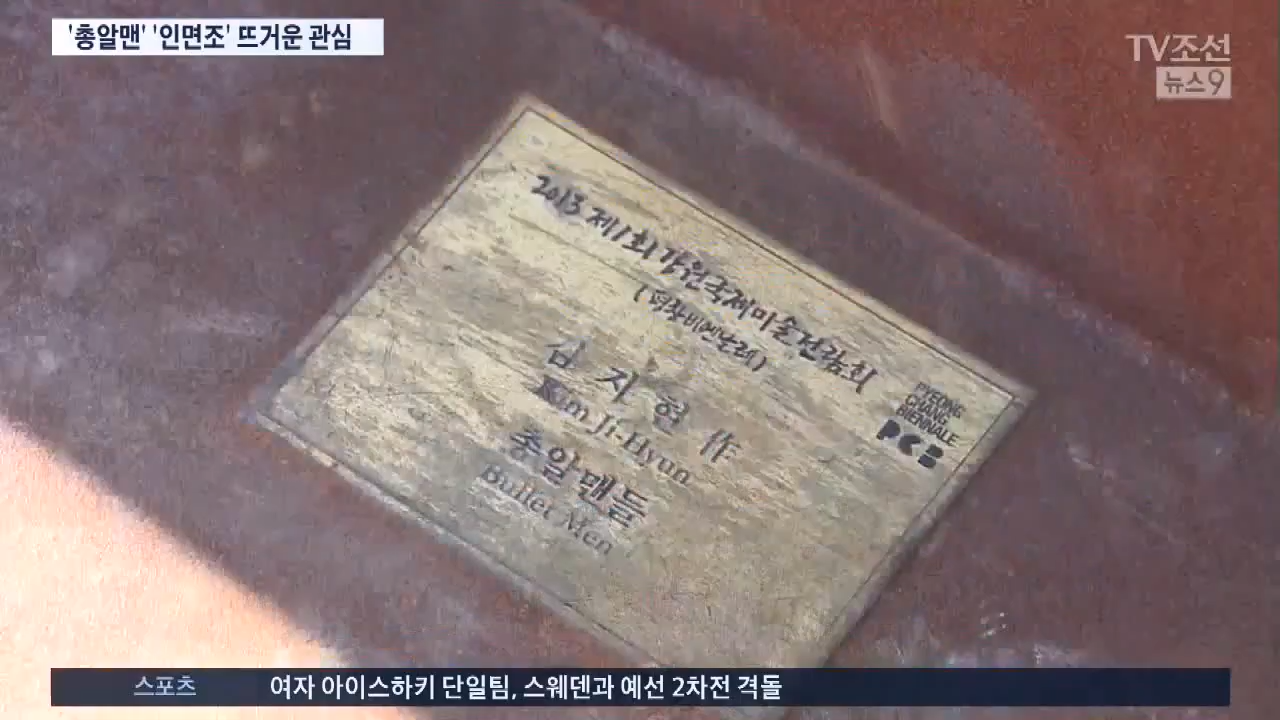 '총알맨' '인면조' 뜨거운 관심
TV조선
뉴스9
2013 제1회 강원국제미술전람회
(평창비엔날레)
PYEONG
CHANG
BIENNALE
PCB
김지현 作
Kim Ji-Hyun
총알맨들
Bullet Men
스포츠 여자 아이스하키 단일팀, 스웨덴과 예선 2차전 격돌